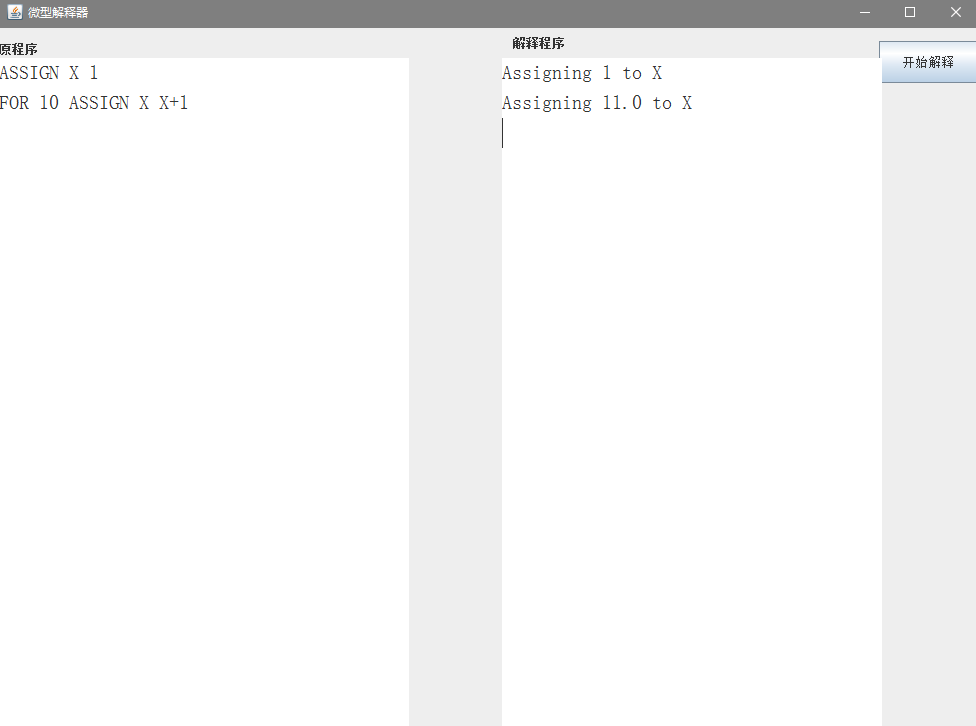 微型解释器
原程序
解释程序
开始解释
ASSIGN X 1
FOR 10 ASSIGN X X+1
Assigning 1 to X
Assigning 11.0 to X